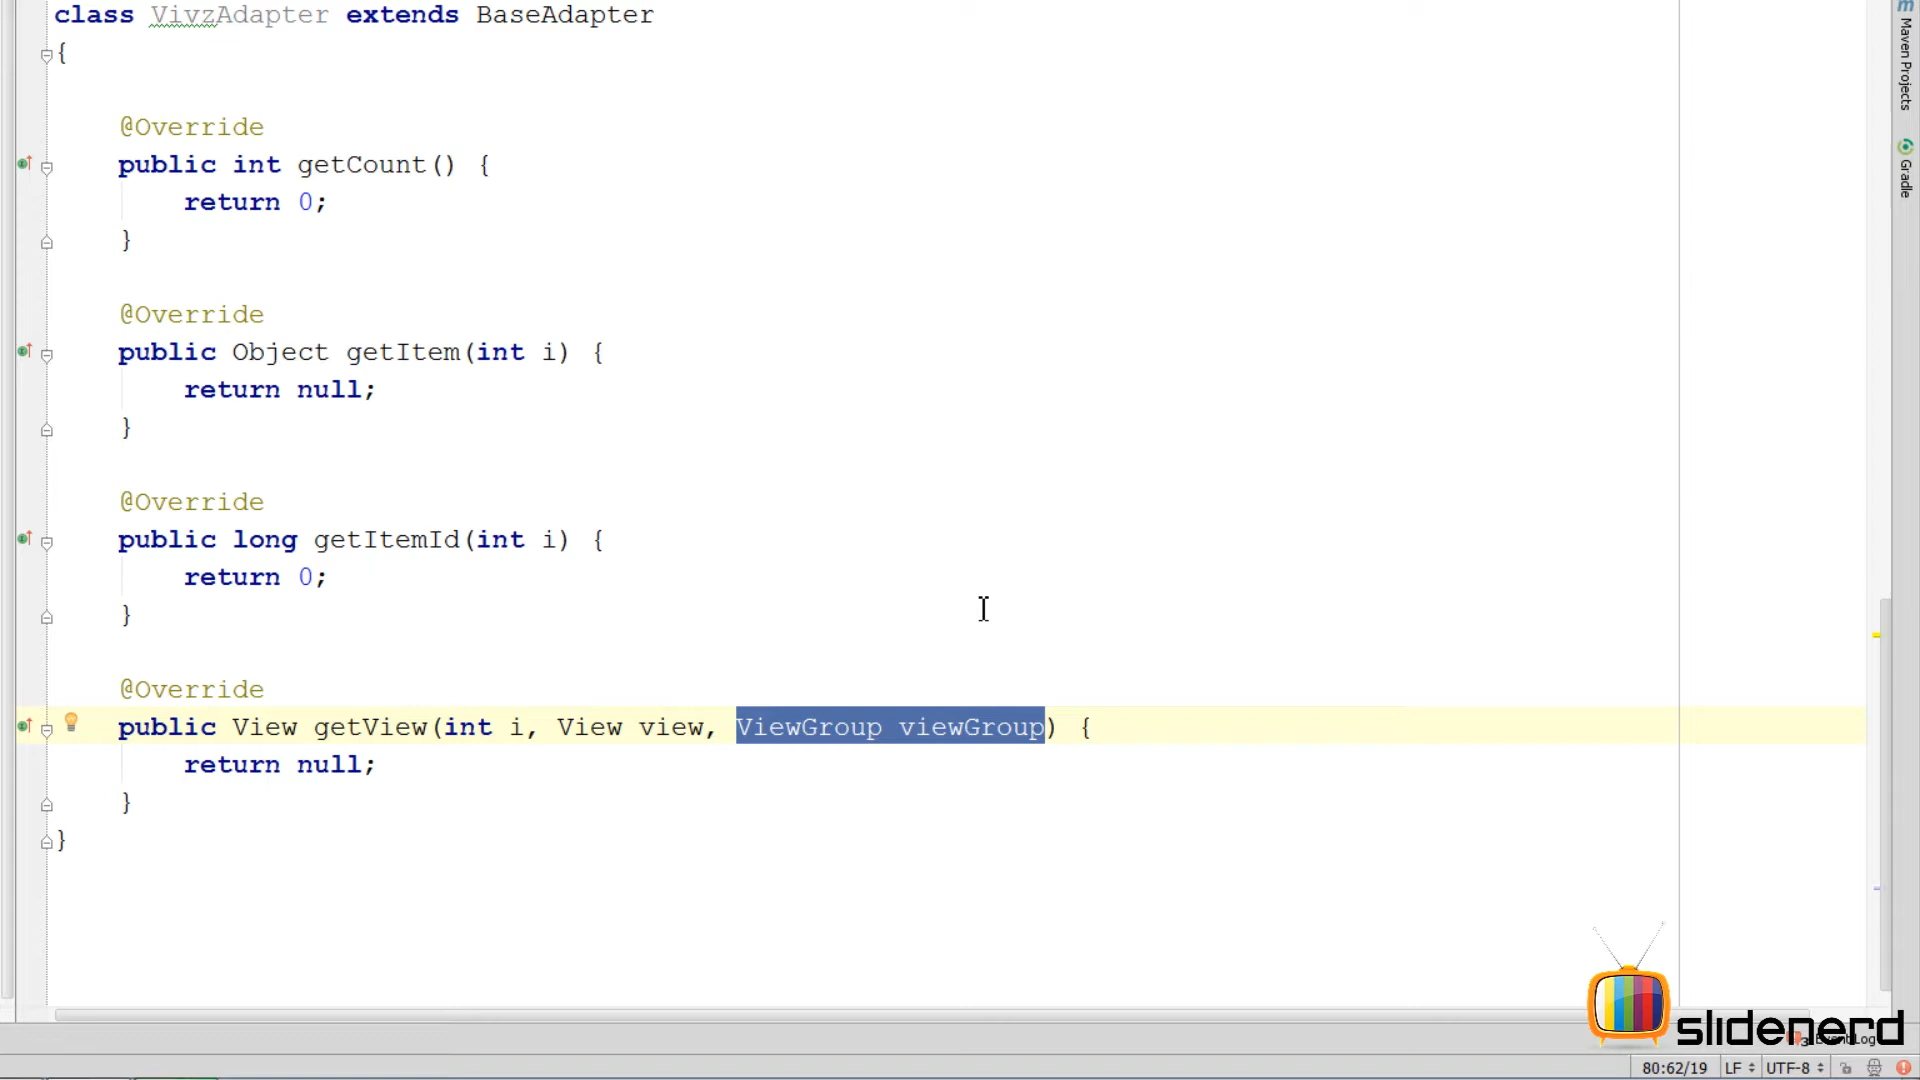 class VivzAdapter extends BaseAdapter
{
@Override
public int getCount() {
return 0;
}
@Override
public Object getItem(int i) {
return null;
}
@Override
public long getItemId(int i) {
return 0;
}
@Override
public View getView(int i, View view, ViewGroup viewGroup) {
return null;
}
}
m Maven Projects
Gradle
slidenerd
Event Log
80:62/19 LF UTF-8